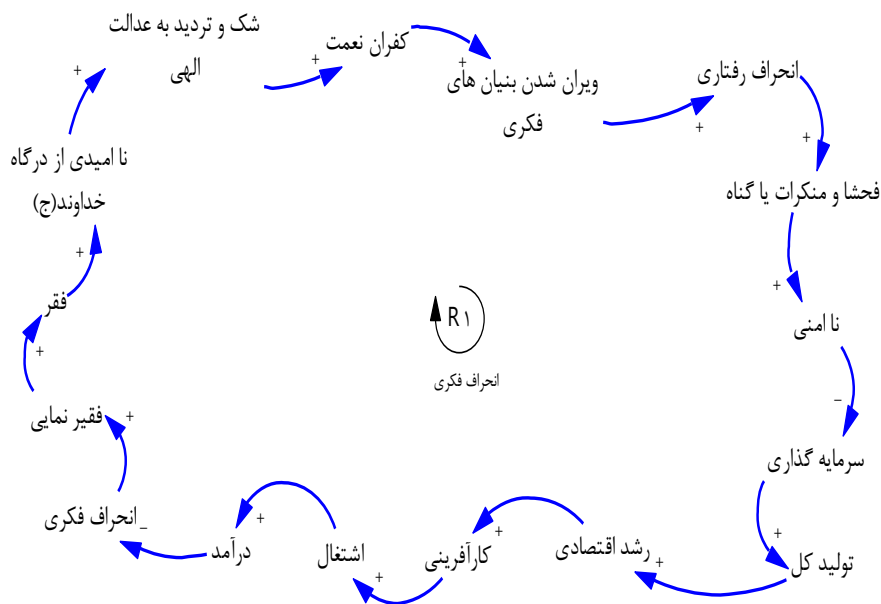 شک و تردید به عدالت
الهی
+
کفران نعمت
+
ویران شدن بنیان های
فکری
+
انحراف رفتاری
+
فحشا و منکرات یا گناه
+
نا امنی
+
سرمایه گذاری
–
تولید کل
+
رشد اقتصادی
+
کارآفرینی
+
اشتغال
+
درآمد
+
انحراف فکری
–
فقیر نمایی
+
فقر
+
نا امیدی از درگاه
خداوند(ج)
+
+
R۱
انحراف فکری